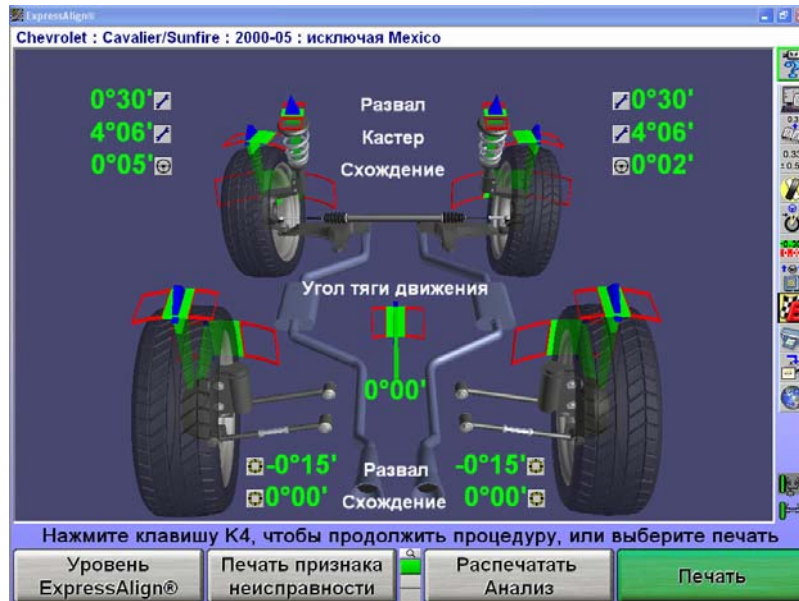 ExpressAlign®
Chevrolet : Cavalier/Sunfire : 2000-05 : исключая Mexico
0°30' Развал 0°30'
4°06' Кастер 4°06'
0°05' Схождение 0°02'
Угол тяги движения
0°00'
-0°15' Развал -0°15'
0°00' Схождение 0°00'
Нажмите клавишу K4, чтобы продолжить процедуру, или выберите печать
Уровень
ExpressAlign®
Печать признака
неисправности
Распечатать
Анализ
Печать